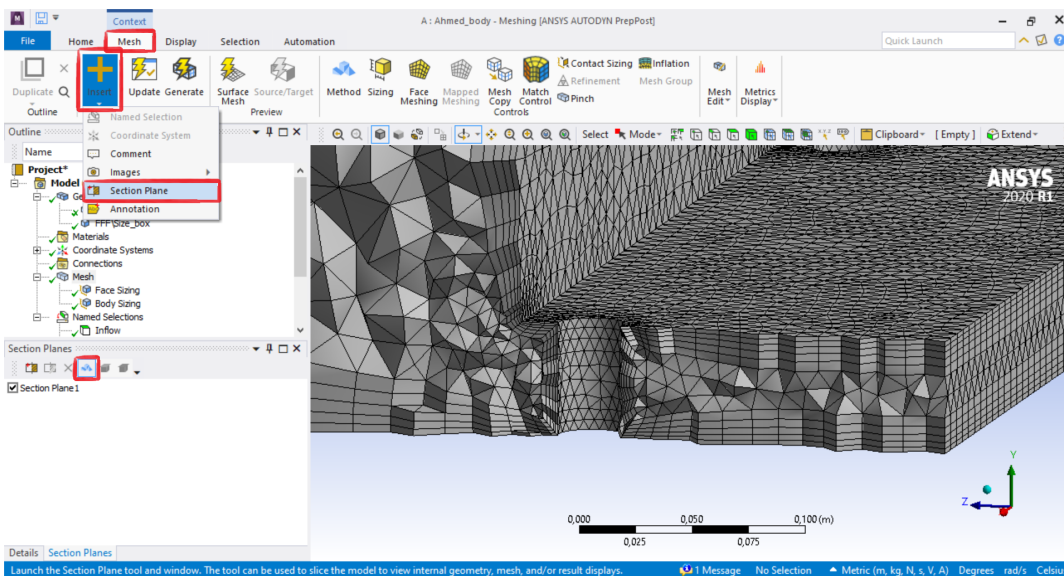 Context
A : Ahmed_body - Meshing [ANSYS AUTODYN PrepPost]
File Home Mesh Display Selection Automation
Quick Launch
Duplicate Q
Insert
Update Generate
Surface Mesh
Source/Target
Method Sizing
Face Meshing
Mapped Meshing
Mesh Copy
Match Control
Contact Sizing
Inflation
Refinement
Mesh Group
Pinch
Mesh Edit
Metrics Display
Outline
Preview
Controls
Outline
Select Mode
Clipboard [ Empty ] Extend
Name
Project*
Model
Ge
FFF\Size_box
Materials
Coordinate Systems
Connections
Mesh
Face Sizing
Body Sizing
Named Selections
Inflow
Named Selection
Coordinate System
Comment
Images
Section Plane
Annotation
Section Planes
Section Plane 1
ANSYS
2020 R1
Y
Z
0,000 0,050 0,100 (m)
0,025 0,075
Details Section Planes
Launch the Section Plane tool and window. The tool can be used to slice the model to view internal geometry, mesh, and/or result displays.
1 Message No Selection Metric (m, kg, N, s, V, A) Degrees rad/s Celsiu